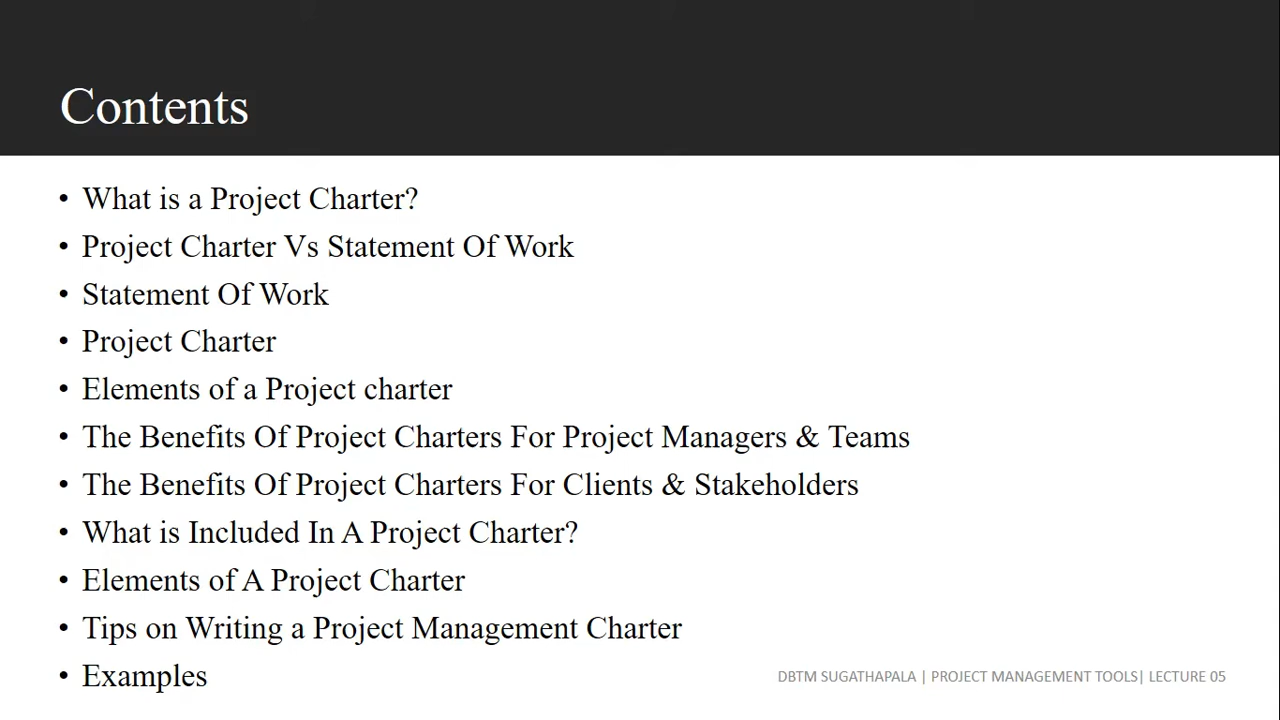 Contents
• What is a Project Charter?
• Project Charter Vs Statement Of Work
• Statement Of Work
• Project Charter
• Elements of a Project charter
• The Benefits Of Project Charters For Project Managers & Teams
• The Benefits Of Project Charters For Clients & Stakeholders
• What is Included In A Project Charter?
• Elements of A Project Charter
• Tips on Writing a Project Management Charter
• Examples
DBTM SUGATHAPALA | PROJECT MANAGEMENT TOOLS| LECTURE 05